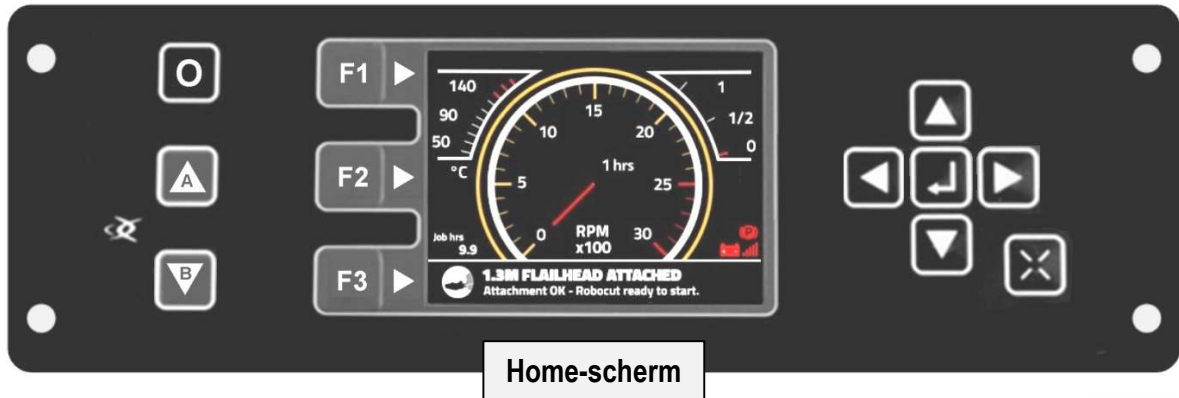 O
A
B
F1
F2
F3
140
90
50
°C
0
5
10
15
20
25
30
1 hrs
RPM
x100
1
1/2
0
Job hrs
9.9
P
1.3M FLAILHEAD ATTACHED
Attachment OK - Robocut ready to start.
Home-scherm